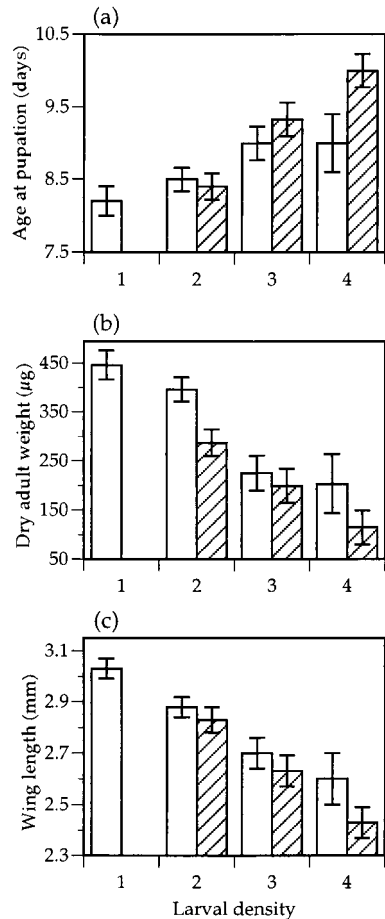 (a)
Age at pupation (days)
10.5
9.5
8.5
7.5
1 2 3 4
(b)
Dry adult weight (μg)
450
350
250
150
50
1 2 3 4
(c)
Wing length (mm)
3.1
2.9
2.7
2.5
2.3
1 2 3 4
Larval density